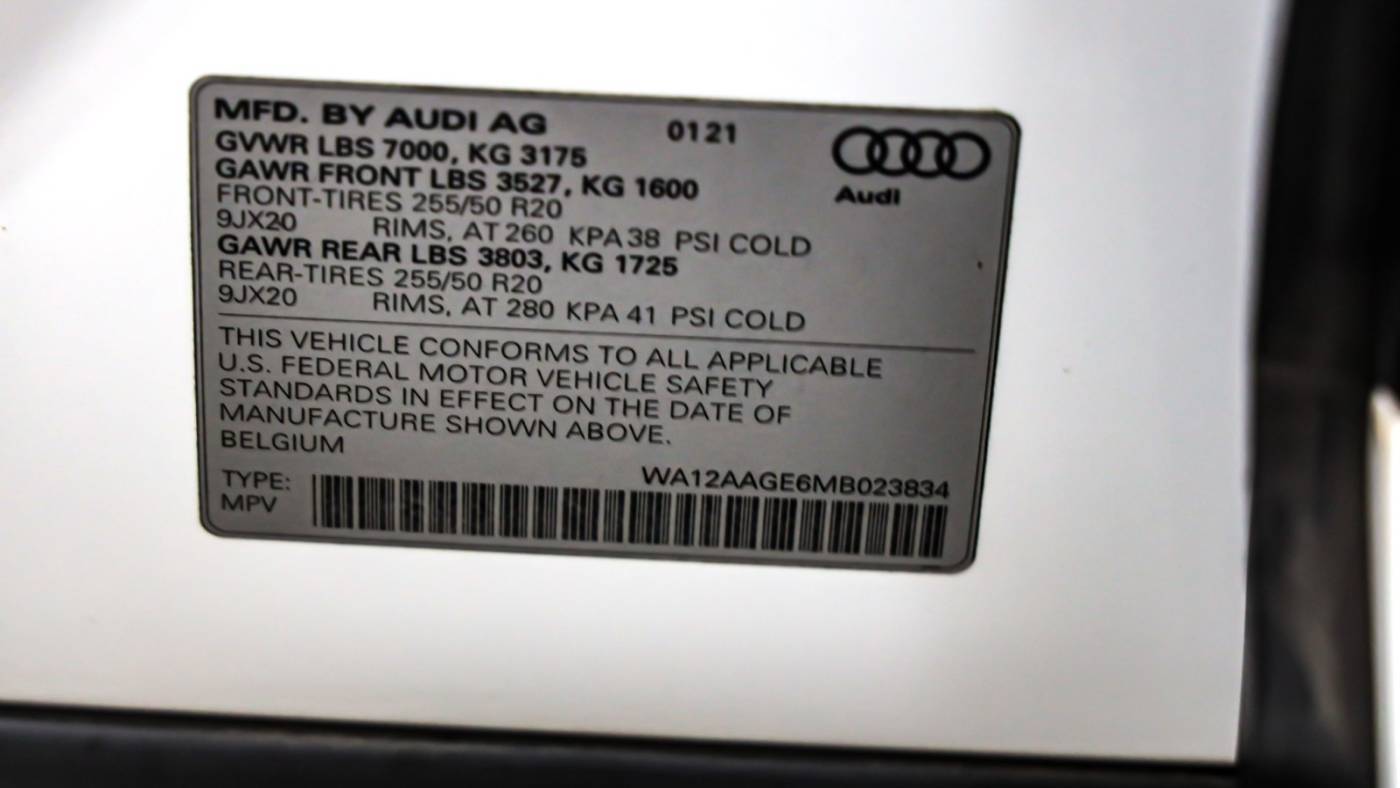 MFD. BY AUDI AG 0121
GVWR LBS 7000, KG 3175
GAWR FRONT LBS 3527, KG 1600
Audi
FRONT-TIRES 255/50 R20
9JX20 RIMS, AT 260 KPA 38 PSI COLD
GAWR REAR LBS 3803, KG 1725
REAR-TIRES 255/50 R20
9JX20 RIMS, AT 280 KPA 41 PSI COLD
THIS VEHICLE CONFORMS TO ALL APPLICABLE
U.S. FEDERAL MOTOR VEHICLE SAFETY
STANDARDS IN EFFECT ON THE DATE OF
MANUFACTURE SHOWN ABOVE.
BELGIUM
WA12AAGE6MB023834
TYPE:
MPV